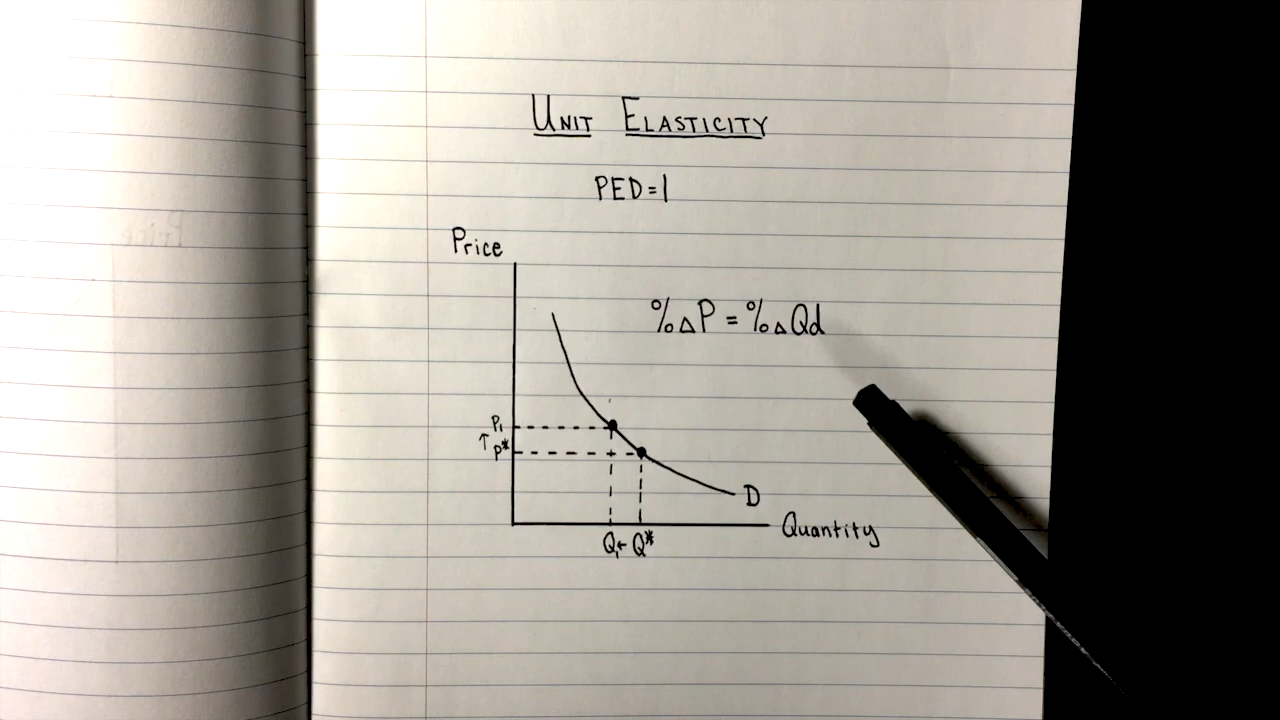 UNIT ELASTICITY
PED=1
Price
%ΔP = %ΔQd
P₁
↑ P*
D
Quantity
Q₁← Q*